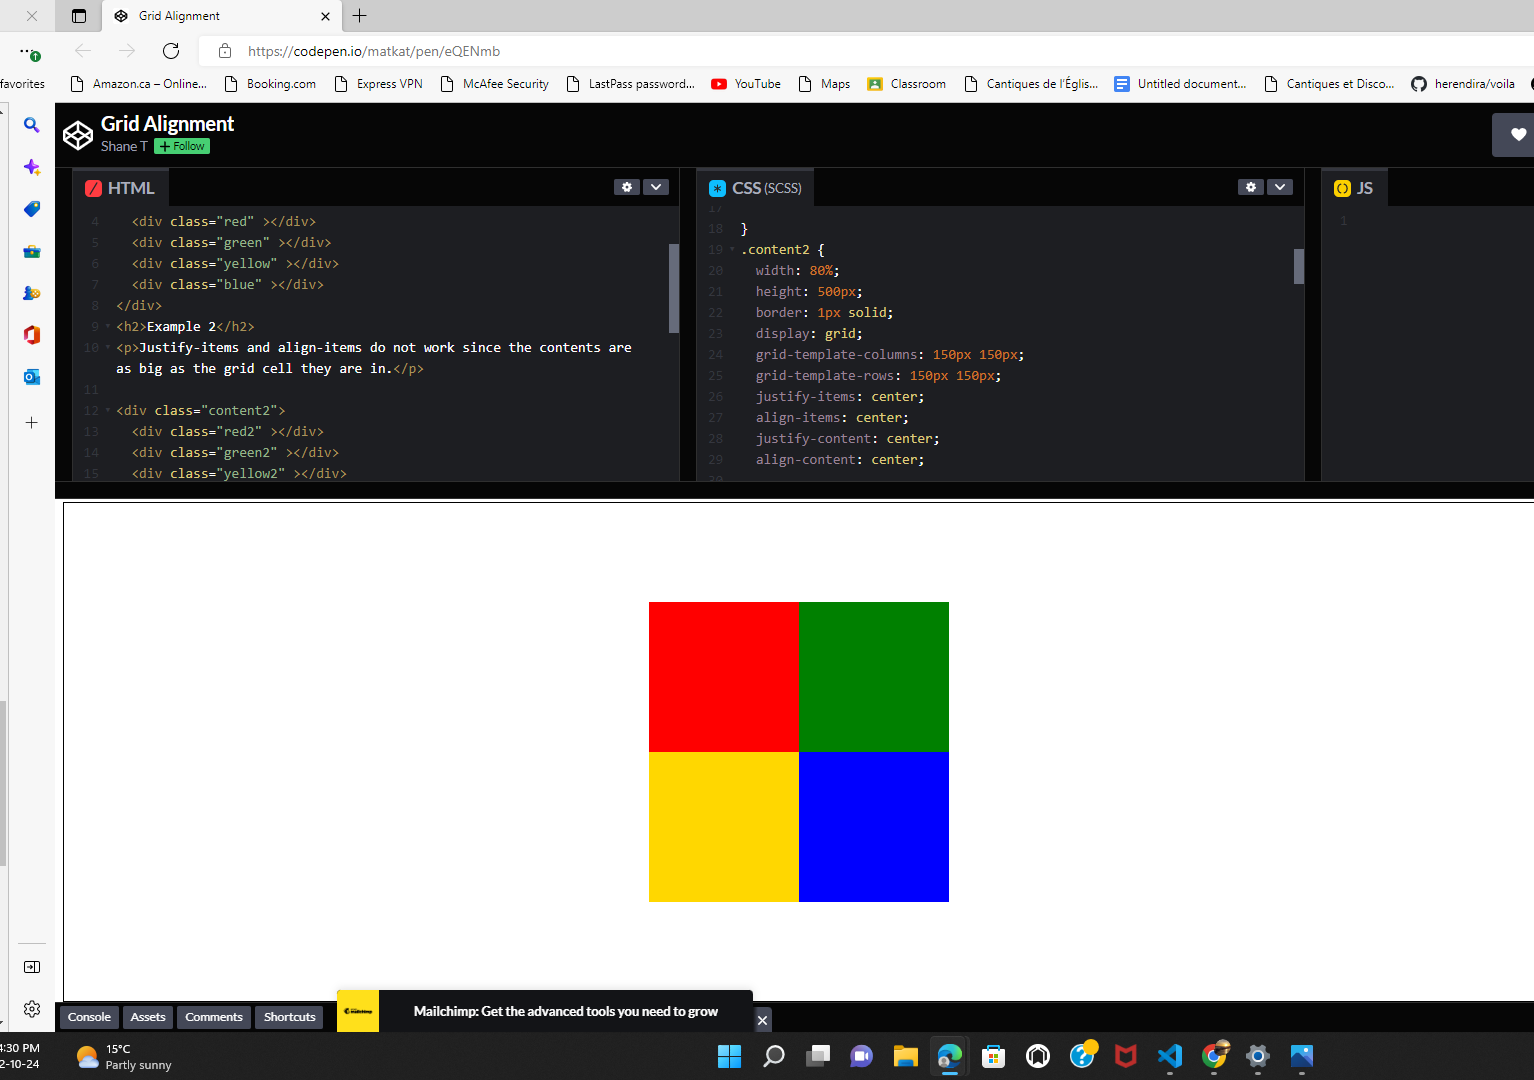 Grid Alignment
https://codepen.io/matkat/pen/eQENmb
favorites
Amazon.ca – Online...
Booking.com
Express VPN
McAfee Security
LastPass password...
YouTube
Maps
Classroom
Cantiques de l'Églis...
Untitled document...
Cantiques et Disco...
herendira/voila
Grid Alignment
Shane T + Follow
HTML
4 <div class="red" ></div>
5 <div class="green" ></div>
6 <div class="yellow" ></div>
7 <div class="blue" ></div>
8 </div>
9 <h2>Example 2</h2>
10 <p>Justify-items and align-items do not work since the contents are
as big as the grid cell they are in.</p>
11
12 <div class="content2">
13 <div class="red2" ></div>
14 <div class="green2" ></div>
15 <div class="yellow2" ></div>
CSS (SCSS)
17
18 }
19 .content2 {
20 width: 80%;
21 height: 500px;
22 border: 1px solid;
23 display: grid;
24 grid-template-columns: 150px 150px;
25 grid-template-rows: 150px 150px;
26 justify-items: center;
27 align-items: center;
28 justify-content: center;
29 align-content: center;
30
JS
1
Console
Assets
Comments
Shortcuts
Mailchimp: Get the advanced tools you need to grow
4:30 PM
2-10-24
15°C
Partly sunny